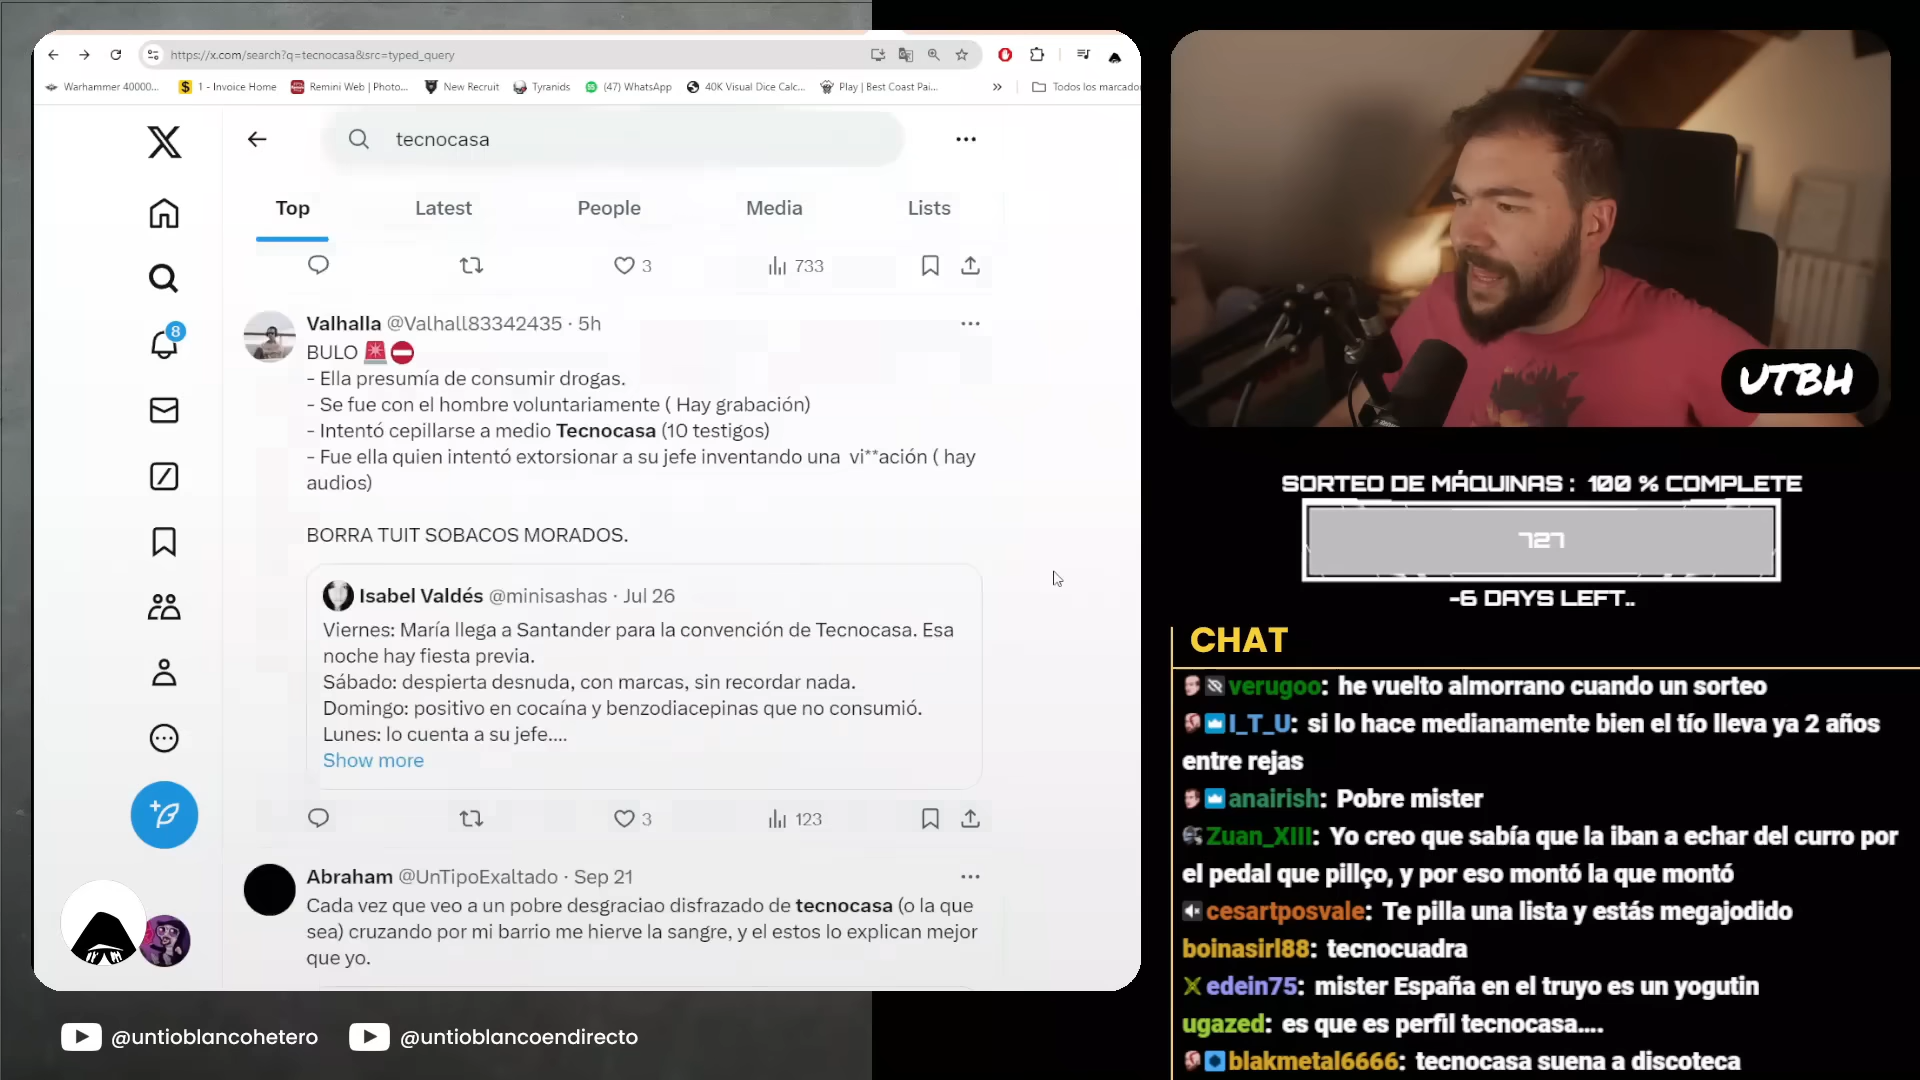 https://x.com/search?q=tecnocasa&src=typed_query
Warhammer 40000...
1 - Invoice Home
Remini Web | Photo...
New Recruit
Tyranids
(47) WhatsApp
40K Visual Dice Calc...
Play | Best Coast Pai...
Todos los marcado
tecnocasa
Top
Latest
People
Media
Lists
3
733
8
Valhalla @Valhall83342435 · 5h
BULO 🚨⛔
- Ella presumía de consumir drogas.
- Se fue con el hombre voluntariamente ( Hay grabación)
- Intentó cepillarse a medio Tecnocasa (10 testigos)
- Fue ella quien intentó extorsionar a su jefe inventando una vi**ación ( hay
audios)
BORRA TUIT SOBACOS MORADOS.
Isabel Valdés @minisashas · Jul 26
Viernes: María llega a Santander para la convención de Tecnocasa. Esa
noche hay fiesta previa.
Sábado: despierta desnuda, con marcas, sin recordar nada.
Domingo: positivo en cocaína y benzodiacepinas que no consumió.
Lunes: lo cuenta a su jefe....
Show more
3
123
Abraham @UnTipoExaltado · Sep 21
Cada vez que veo a un pobre desgraciao disfrazado de tecnocasa (o la que
sea) cruzando por mi barrio me hierve la sangre, y el estos lo explican mejor
que yo.
@untioblancohetero
@untioblancoendirecto
UTBH
SORTEO DE MÁQUINAS : 100 % COMPLETE
727
-6 DAYS LEFT..
CHAT
verugoo: he vuelto almorrano cuando un sorteo
I_T_U: si lo hace medianamente bien el tío lleva ya 2 años
entre rejas
anairish: Pobre mister
Zuan_XIII: Yo creo que sabía que la iban a echar del curro por
el pedal que pillço, y por eso montó la que montó
cesartposvale: Te pilla una lista y estás megajodido
boinasirl88: tecnocuadra
edein75: mister España en el truyo es un yogutin
ugazed: es que es perfil tecnocasa....
blakmetal6666: tecnocasa suena a discoteca